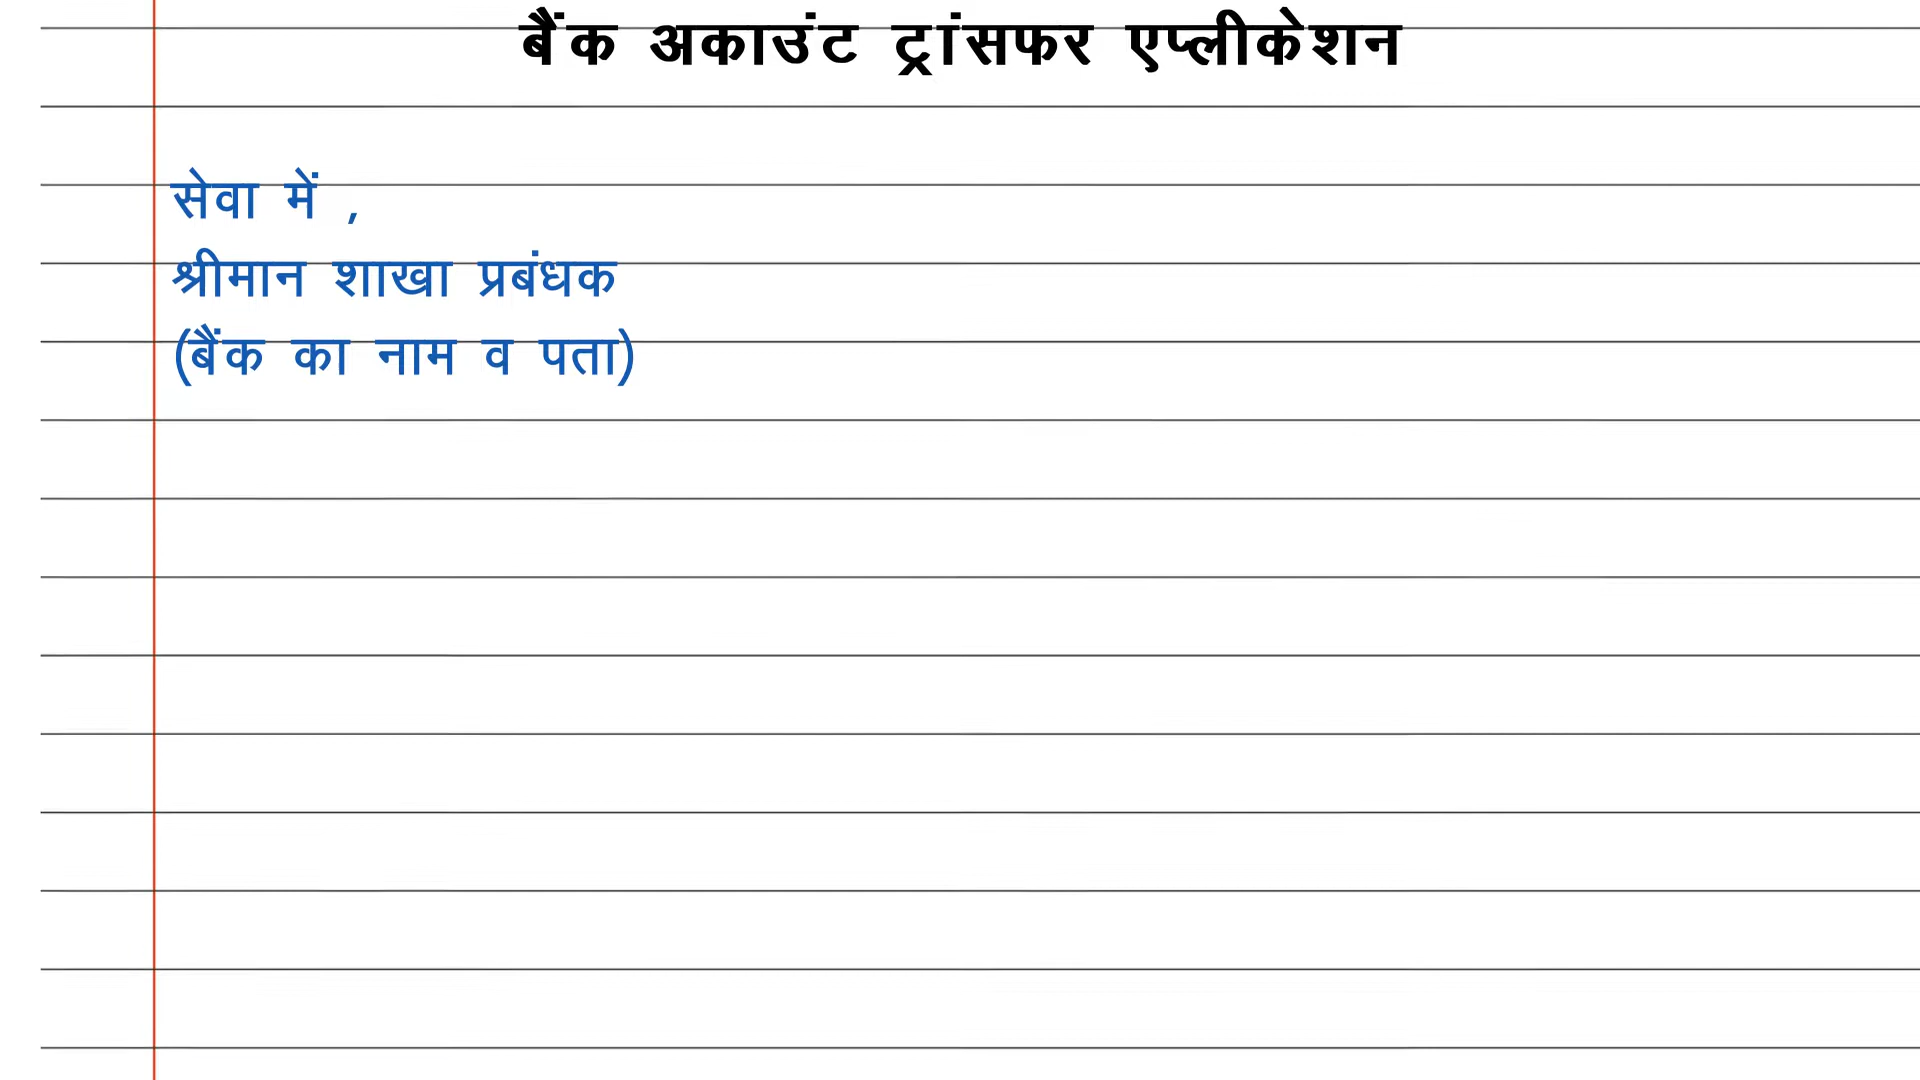 बैंक अकाउंट ट्रांसफर एप्लीकेशन
सेवा में ,
श्रीमान शाखा प्रबंधक
(बैंक का नाम व पता)